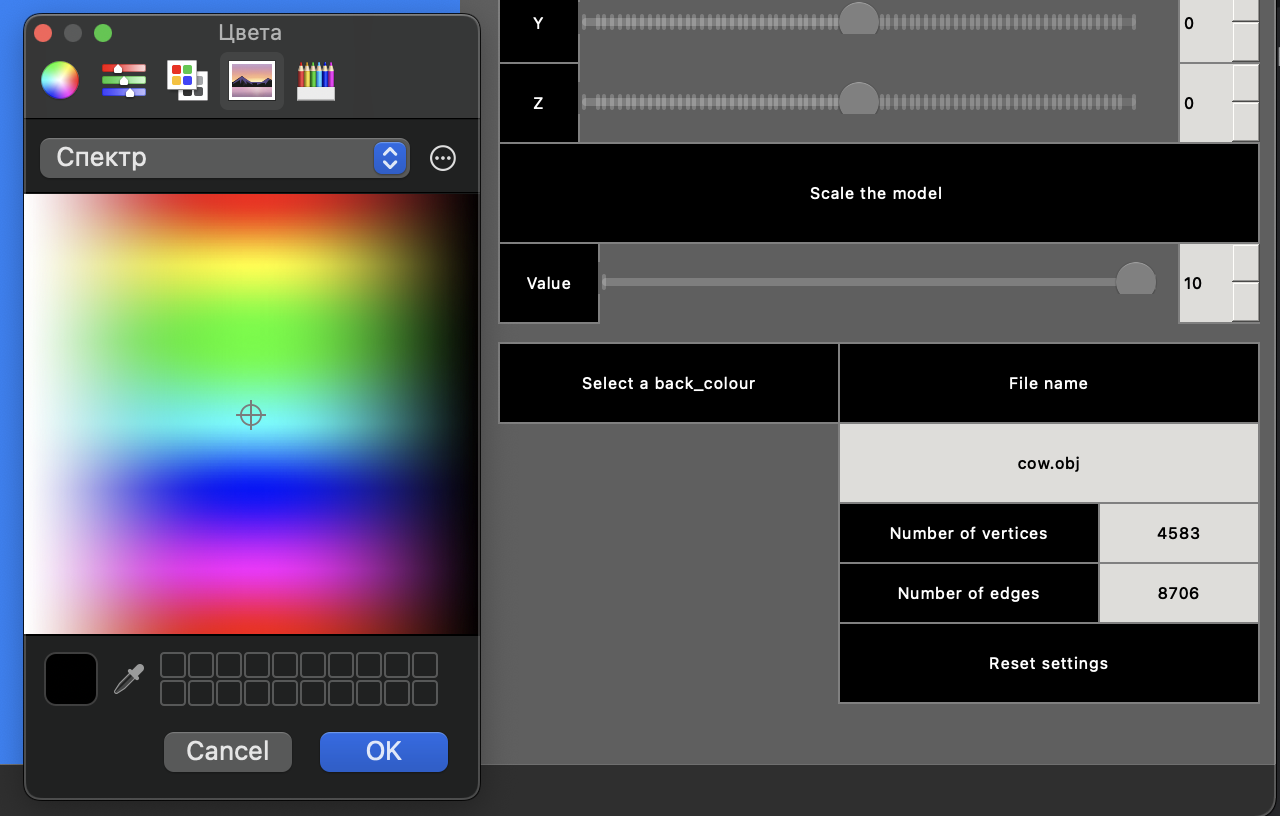 Цвета
Спектр
Cancel
OK
Y
0
Z
0
Scale the model
Value
10
Select a back_colour
File name
cow.obj
Number of vertices
4583
Number of edges
8706
Reset settings